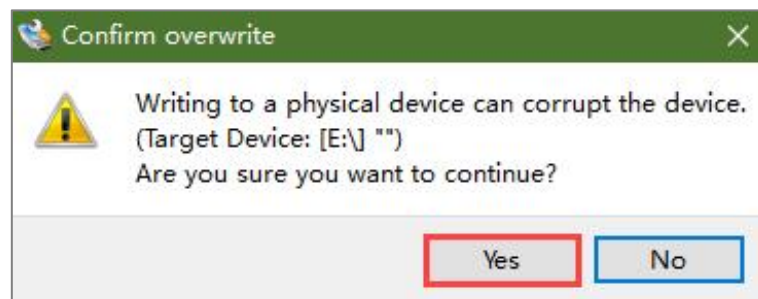 Confirm overwrite
Writing to a physical device can corrupt the device.
(Target Device: [E:\] "")
Are you sure you want to continue?
Yes
No